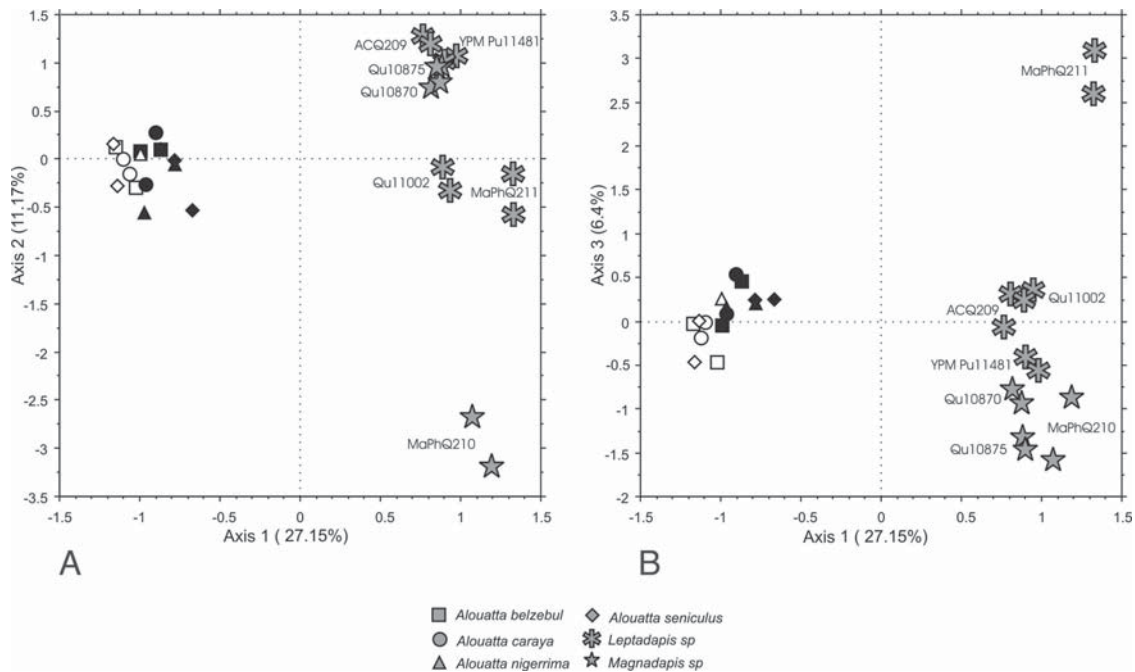 1.5
1
0.5
0
-0.5
-1
-1.5
-2
-2.5
-3
-3.5
Axis 2 (11.17%)
ACQ209
YPM Pu11481
Qu10875
Qu10870
Qu11002
MaPhQ211
MaPhQ210
-1.5 -1 -0.5 0 0.5 1 1.5
Axis 1 ( 27.15%)
A
3.5
3
2.5
2
1.5
1
0.5
0
-0.5
-1
-1.5
-2
Axis 3 (6.4%)
MaPhQ211
Qu11002
ACQ209
YPM Pu11481
Qu10870
MaPhQ210
Qu10875
-1.5 -1 -0.5 0 0.5 1 1.5
Axis 1 ( 27.15%)
B
Alouatta belzebul
Alouatta caraya
Alouatta nigerrima
Alouatta seniculus
Leptadapis sp
Magnadapis sp